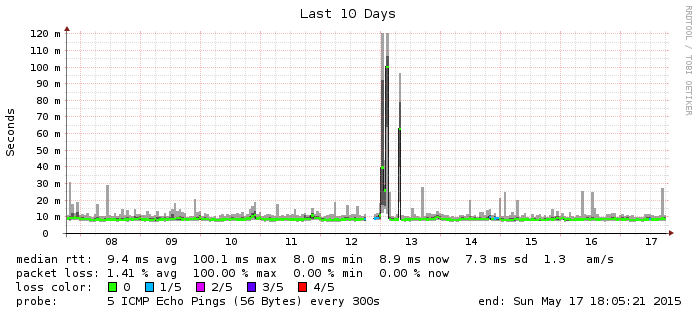 Last 10 Days
RRDTOOL / TOBI OETIKER
Seconds
120 m
110 m
100 m
90 m
80 m
70 m
60 m
50 m
40 m
30 m
20 m
10 m
0
08 09 10 11 12 13 14 15 16 17
median rtt: 9.4 ms avg 100.1 ms max 8.0 ms min 8.9 ms now 7.3 ms sd 1.3 am/s
packet loss: 1.41 % avg 100.00 % max 0.00 % min 0.00 % now
loss color: 0 1/5 2/5 3/5 4/5
probe: 5 ICMP Echo Pings (56 Bytes) every 300s end: Sun May 17 18:05:21 2015